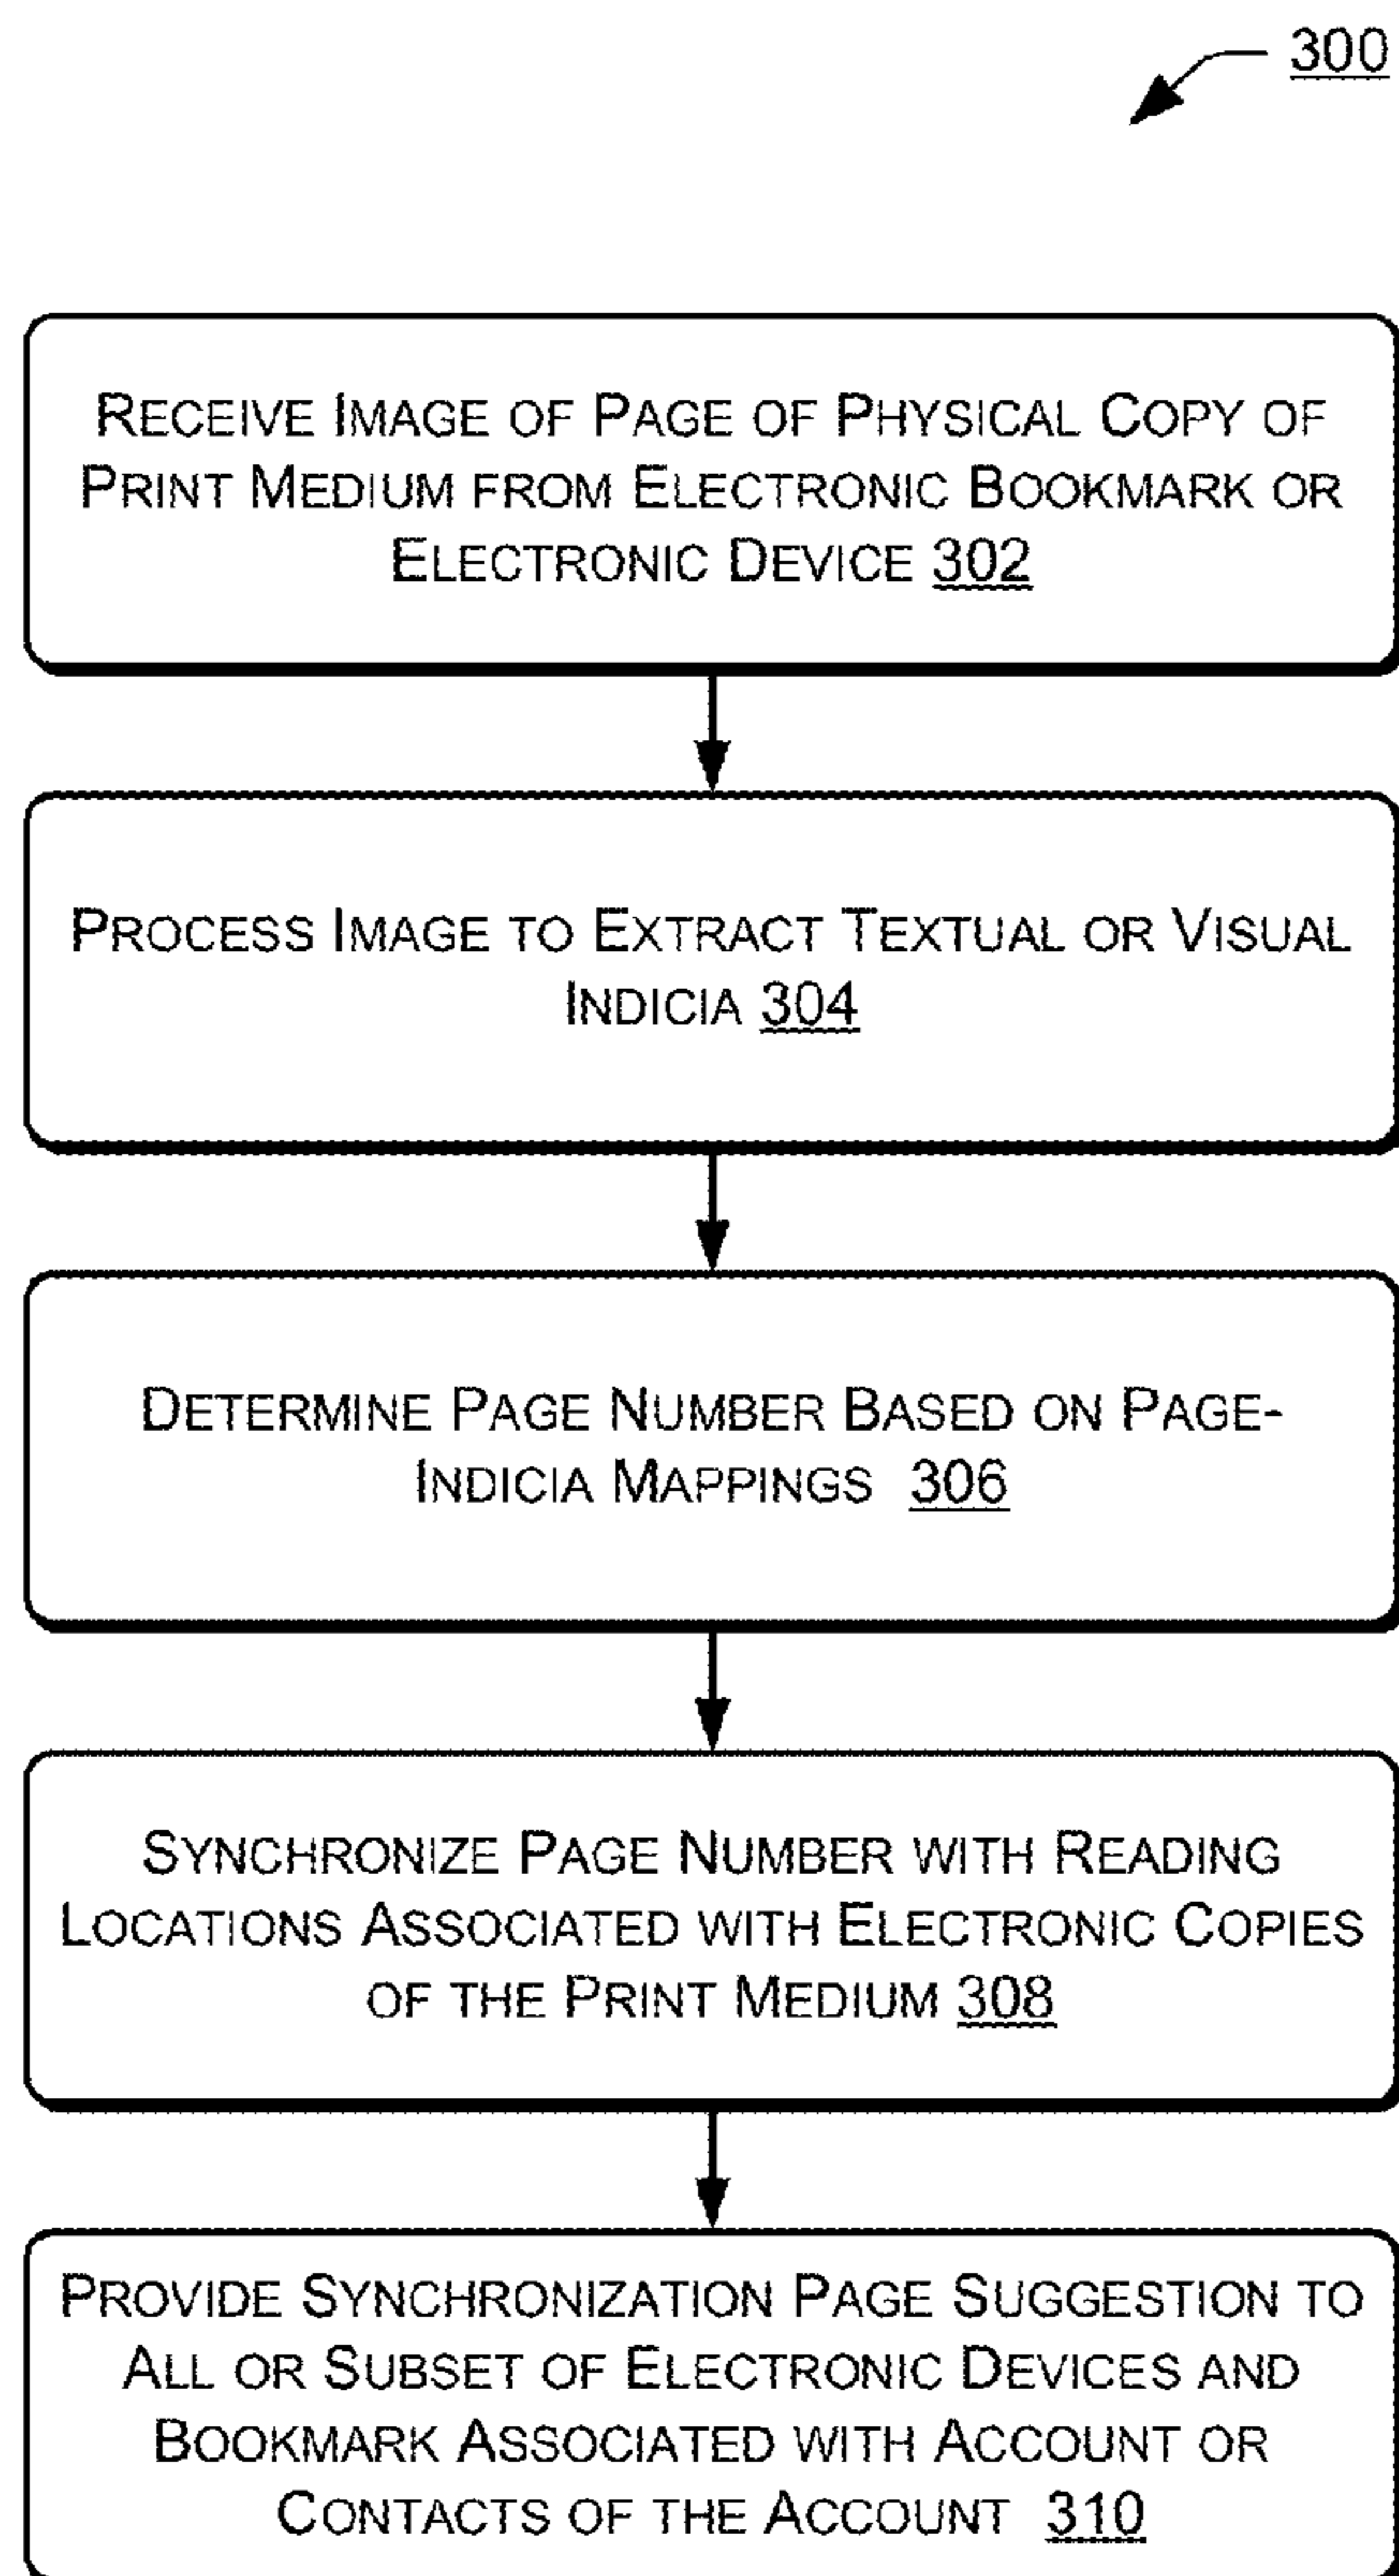 300
RECEIVE IMAGE OF PAGE OF PHYSICAL COPY OF
PRINT MEDIUM FROM ELECTRONIC BOOKMARK OR
ELECTRONIC DEVICE 302
PROCESS IMAGE TO EXTRACT TEXTUAL OR VISUAL
INDICIA 304
DETERMINE PAGE NUMBER BASED ON PAGE-
INDICIA MAPPINGS 306
SYNCHRONIZE PAGE NUMBER WITH READING
LOCATIONS ASSOCIATED WITH ELECTRONIC COPIES
OF THE PRINT MEDIUM 308
PROVIDE SYNCHRONIZATION PAGE SUGGESTION TO
ALL OR SUBSET OF ELECTRONIC DEVICES AND
BOOKMARK ASSOCIATED WITH ACCOUNT OR
CONTACTS OF THE ACCOUNT 310